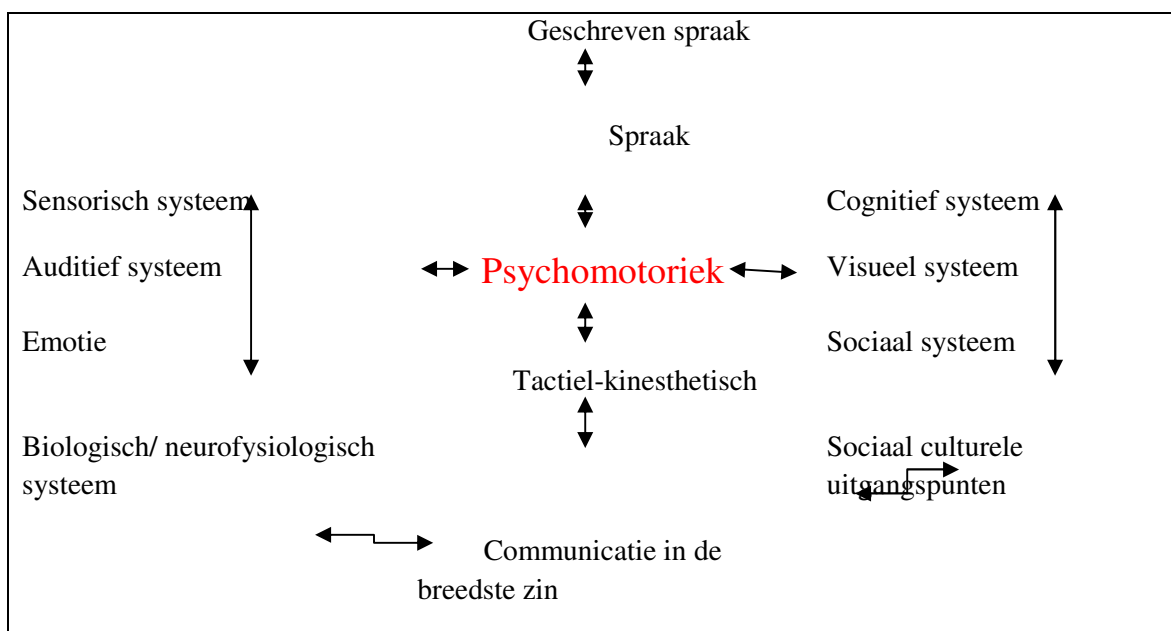 Geschreven spraak
Spraak
Sensorisch systeem
Cognitief systeem
Auditief systeem
Psychomotoriek
Visueel systeem
Emotie
Sociaal systeem
Tactiel-kinesthetisch
Biologisch/ neurofysiologisch
systeem
Sociaal culturele
uitgangspunten
Communicatie in de
breedste zin